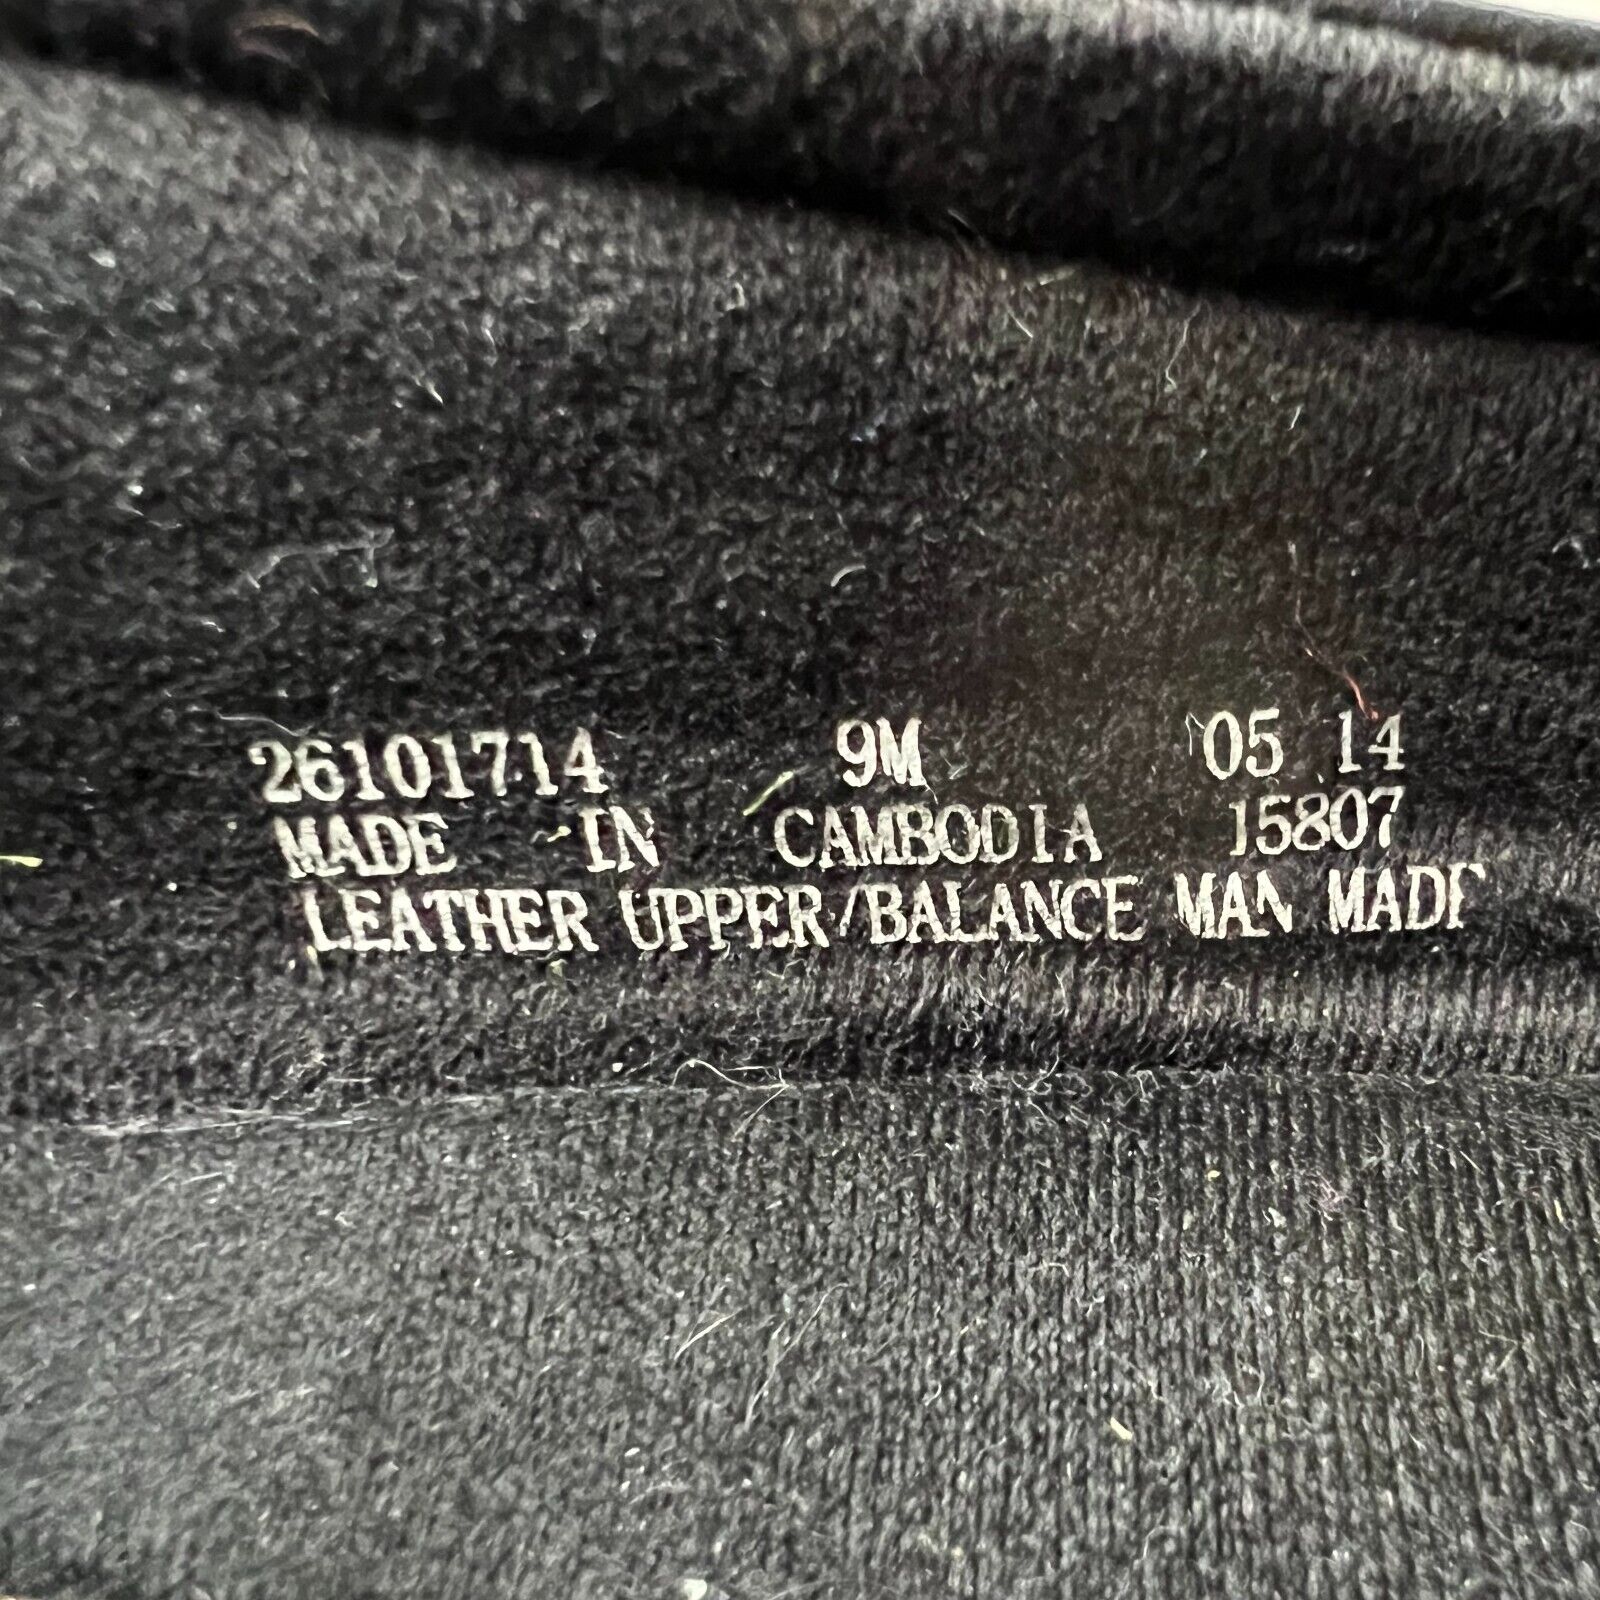 26101714 9M 05 14
MADE IN CAMBODIA 15807
LEATHER UPPER/BALANCE MAN MADE